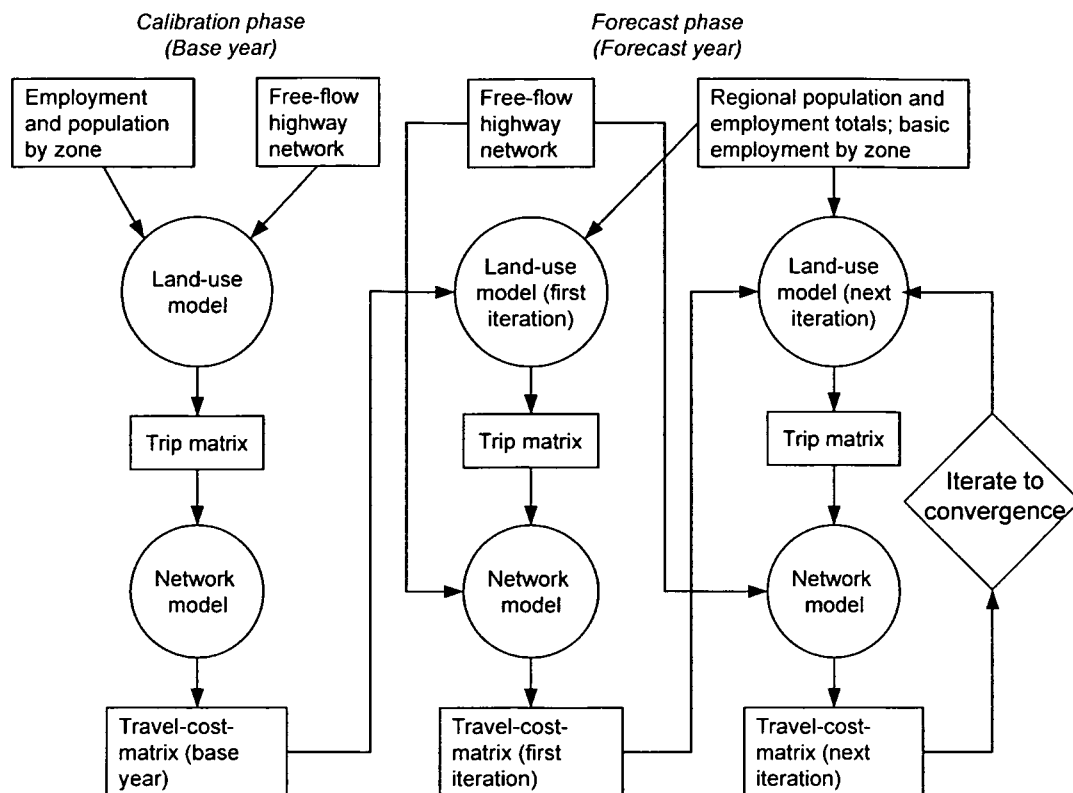 Calibration phase
(Base year)
Forecast phase
(Forecast year)
Employment
and population
by zone
Free-flow
highway
network
Free-flow
highway
network
Regional population and
employment totals; basic
employment by zone
Land-use
model
Land-use
model (first
iteration)
Land-use
model (next
iteration)
Trip matrix
Trip matrix
Trip matrix
Iterate to
convergence
Network
model
Network
model
Network
model
Travel-cost-
matrix (base
year)
Travel-cost-
matrix (first
iteration)
Travel-cost-
matrix (next
iteration)